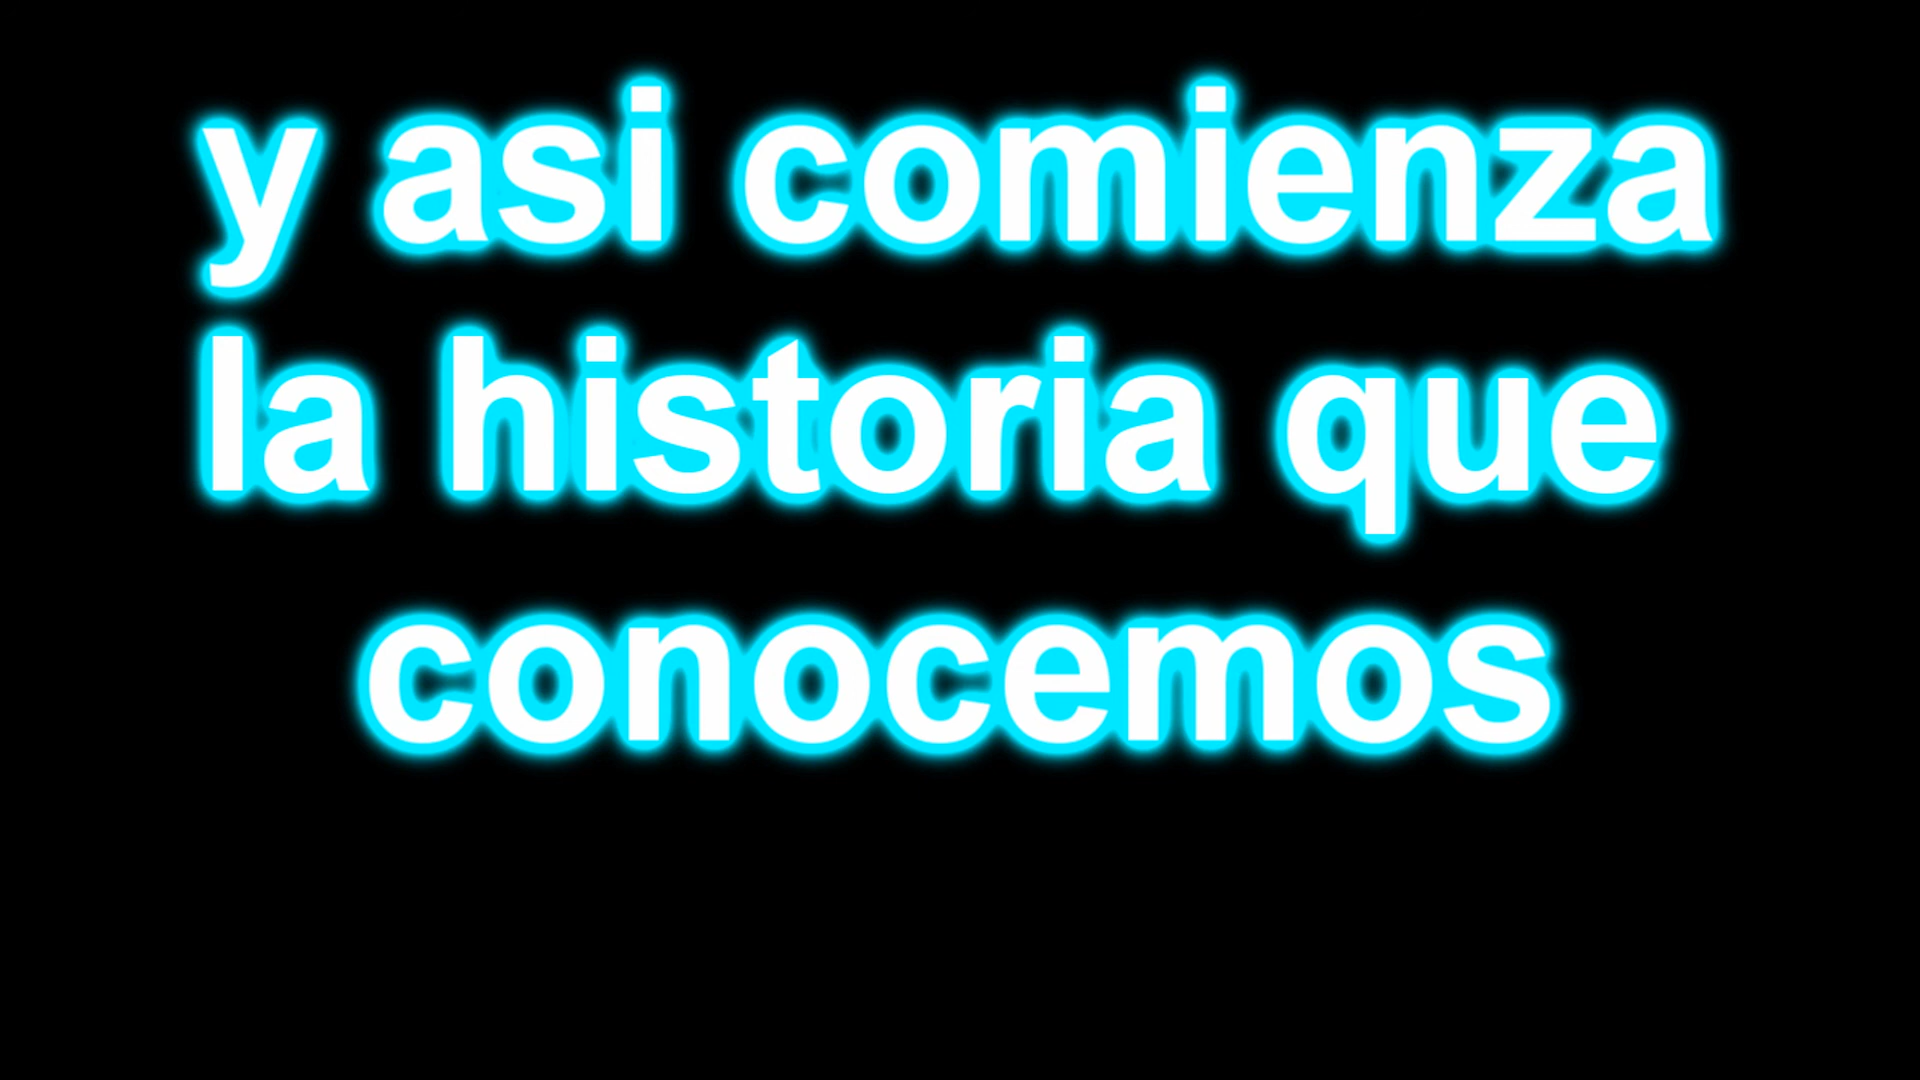 y asi comienza
la historia que
conocemos